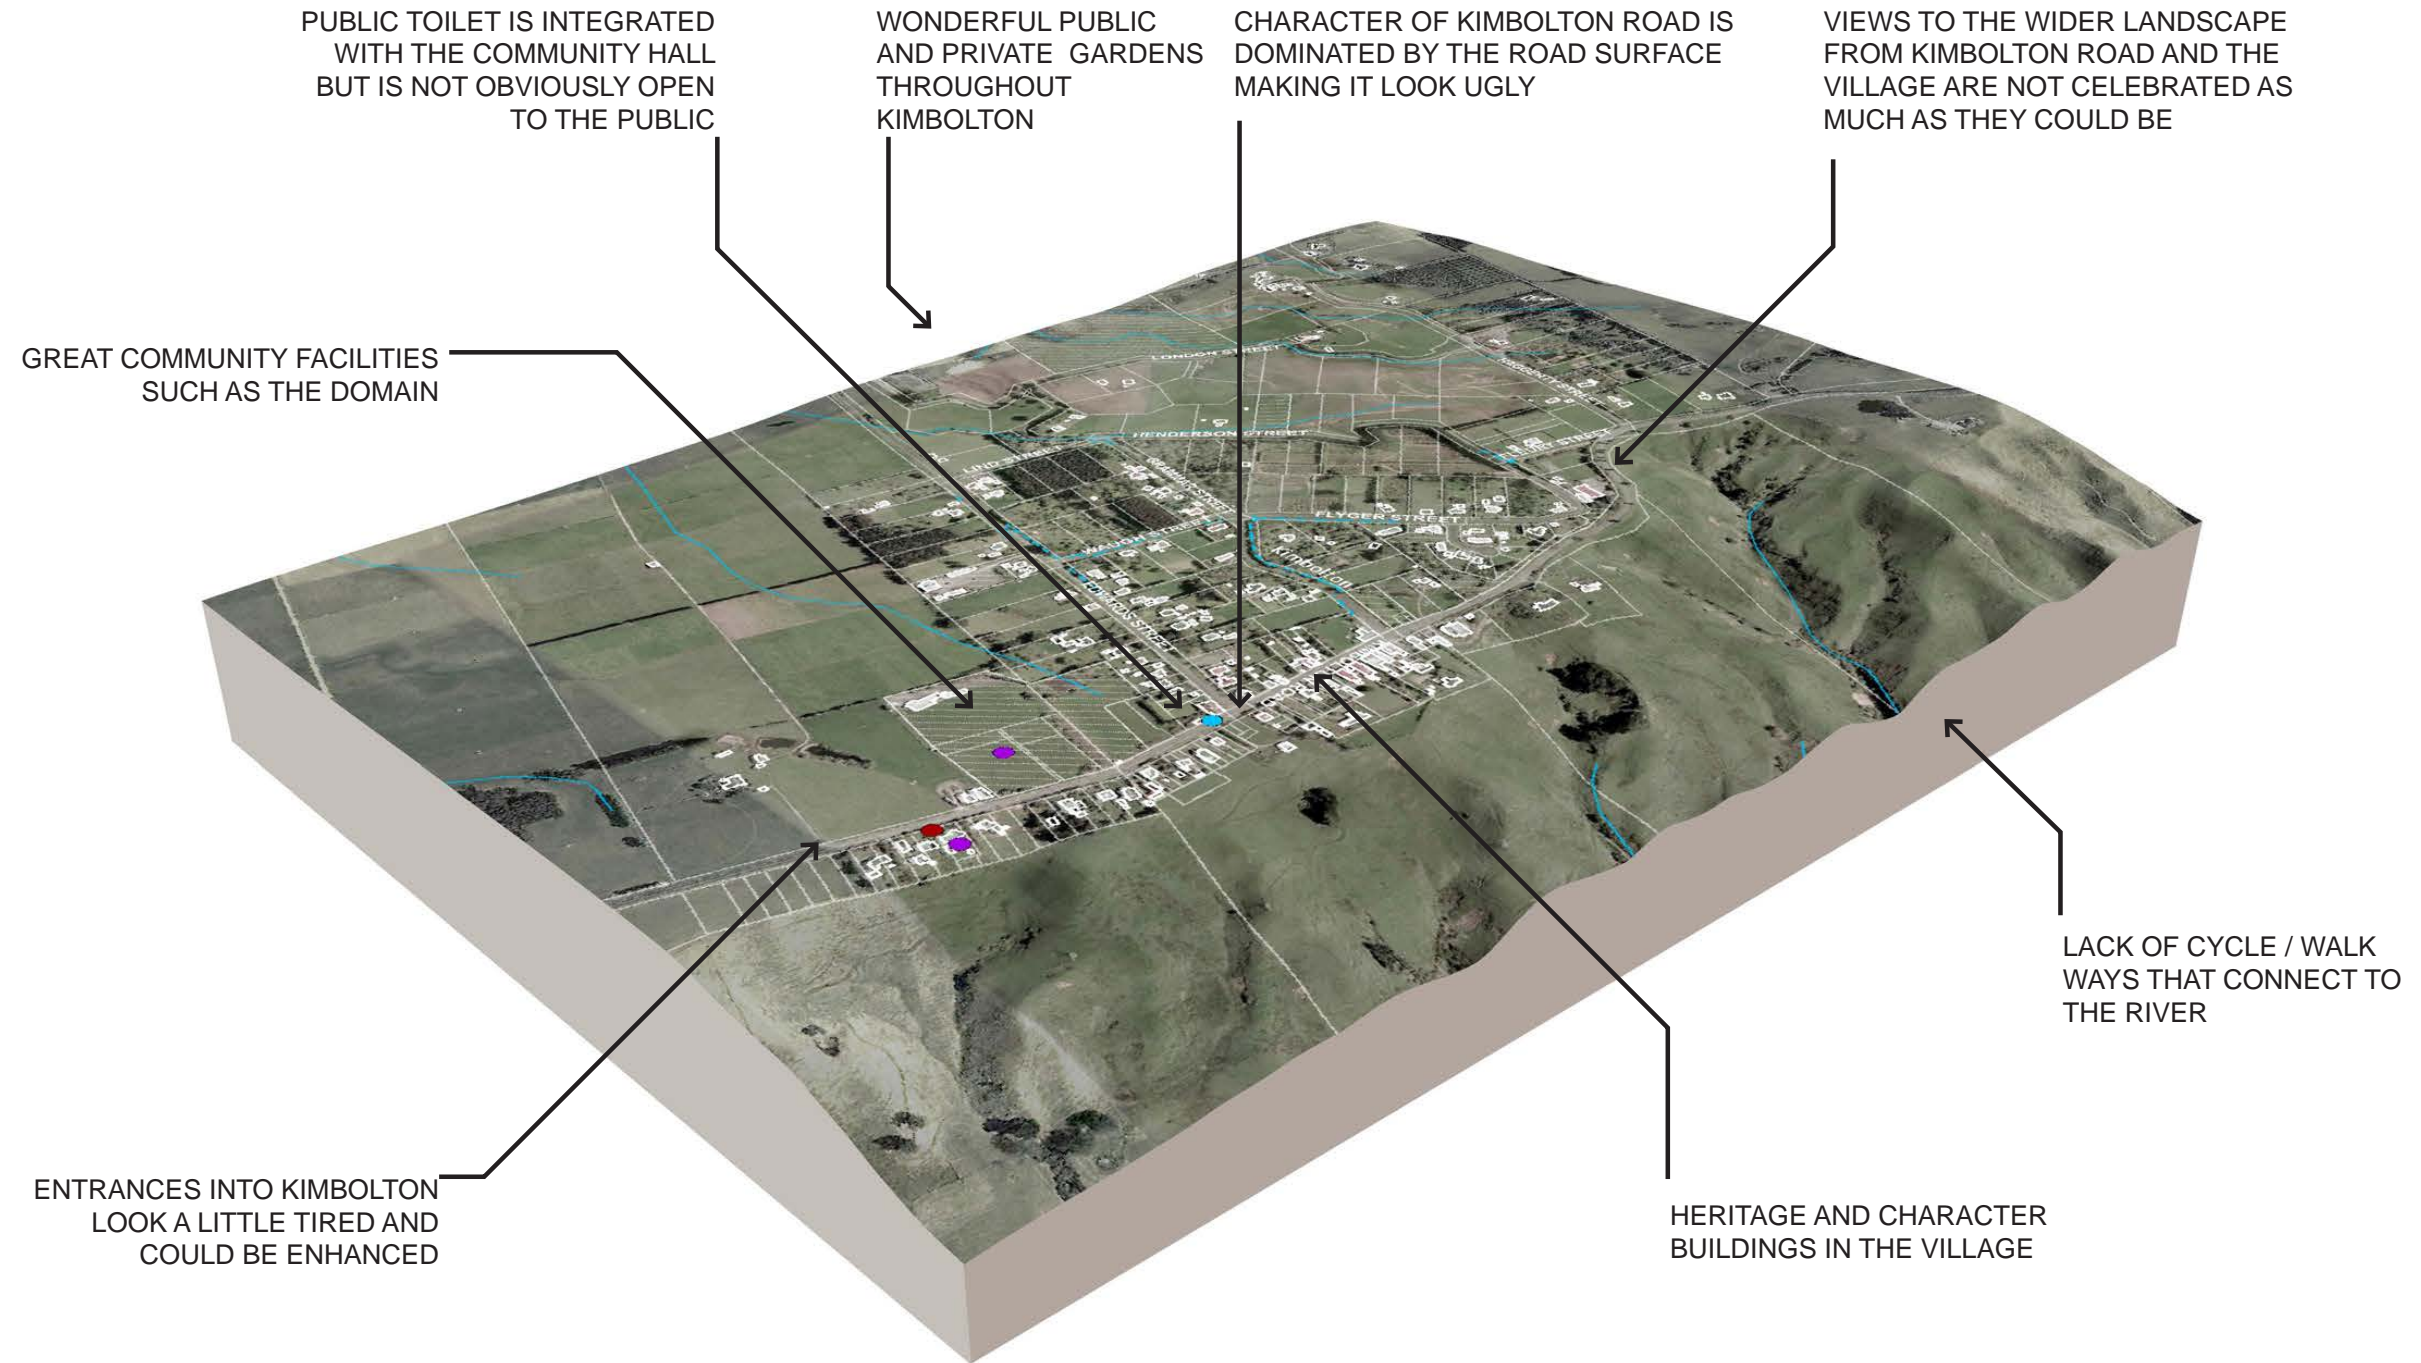 PUBLIC TOILET IS INTEGRATED
WITH THE COMMUNITY HALL
BUT IS NOT OBVIOUSLY OPEN
TO THE PUBLIC
WONDERFUL PUBLIC
AND PRIVATE GARDENS
THROUGHOUT
KIMBOLTON
CHARACTER OF KIMBOLTON ROAD IS
DOMINATED BY THE ROAD SURFACE
MAKING IT LOOK UGLY
VIEWS TO THE WIDER LANDSCAPE
FROM KIMBOLTON ROAD AND THE
VILLAGE ARE NOT CELEBRATED AS
MUCH AS THEY COULD BE
GREAT COMMUNITY FACILITIES
SUCH AS THE DOMAIN
LONDON STREET
HENDERSON STREET
LIND STREET
FLYGER STREET
LACK OF CYCLE / WALK
WAYS THAT CONNECT TO
THE RIVER
ENTRANCES INTO KIMBOLTON
LOOK A LITTLE TIRED AND
COULD BE ENHANCED
HERITAGE AND CHARACTER
BUILDINGS IN THE VILLAGE